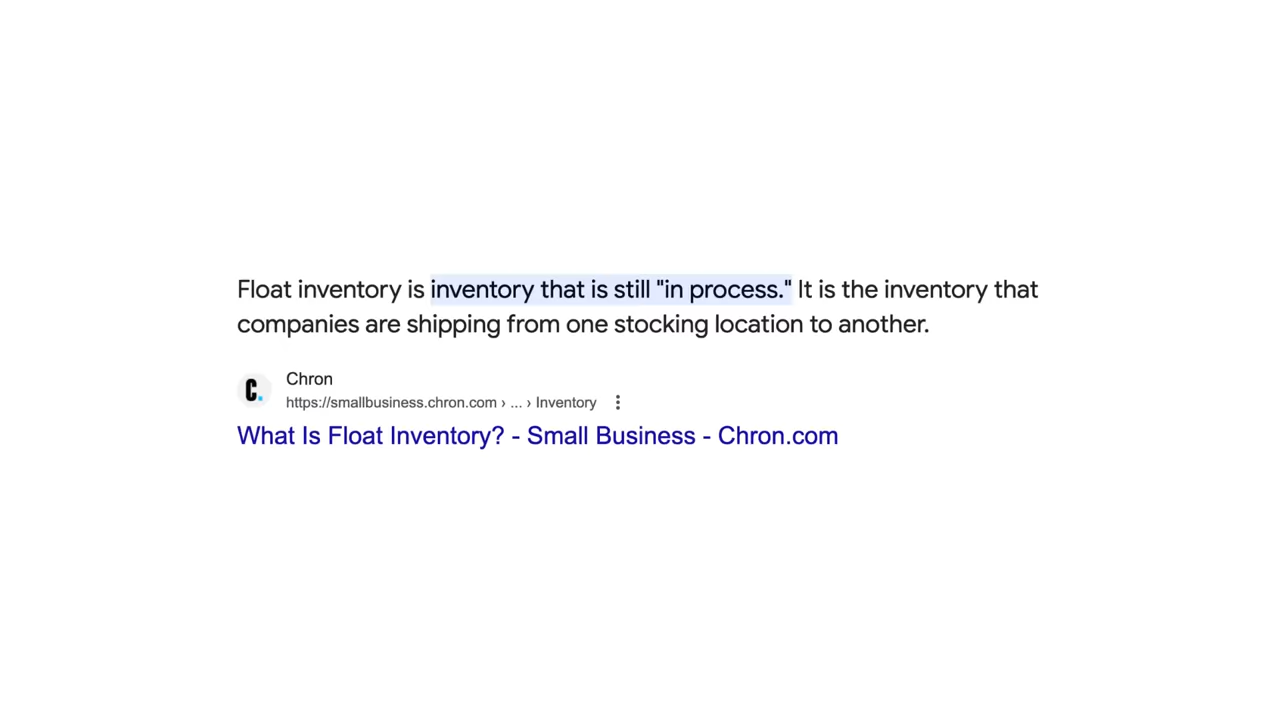 Float inventory is inventory that is still "in process." It is the inventory that
companies are shipping from one stocking location to another.
C.
Chron
https://smallbusiness.chron.com › ... › Inventory
What Is Float Inventory? - Small Business - Chron.com